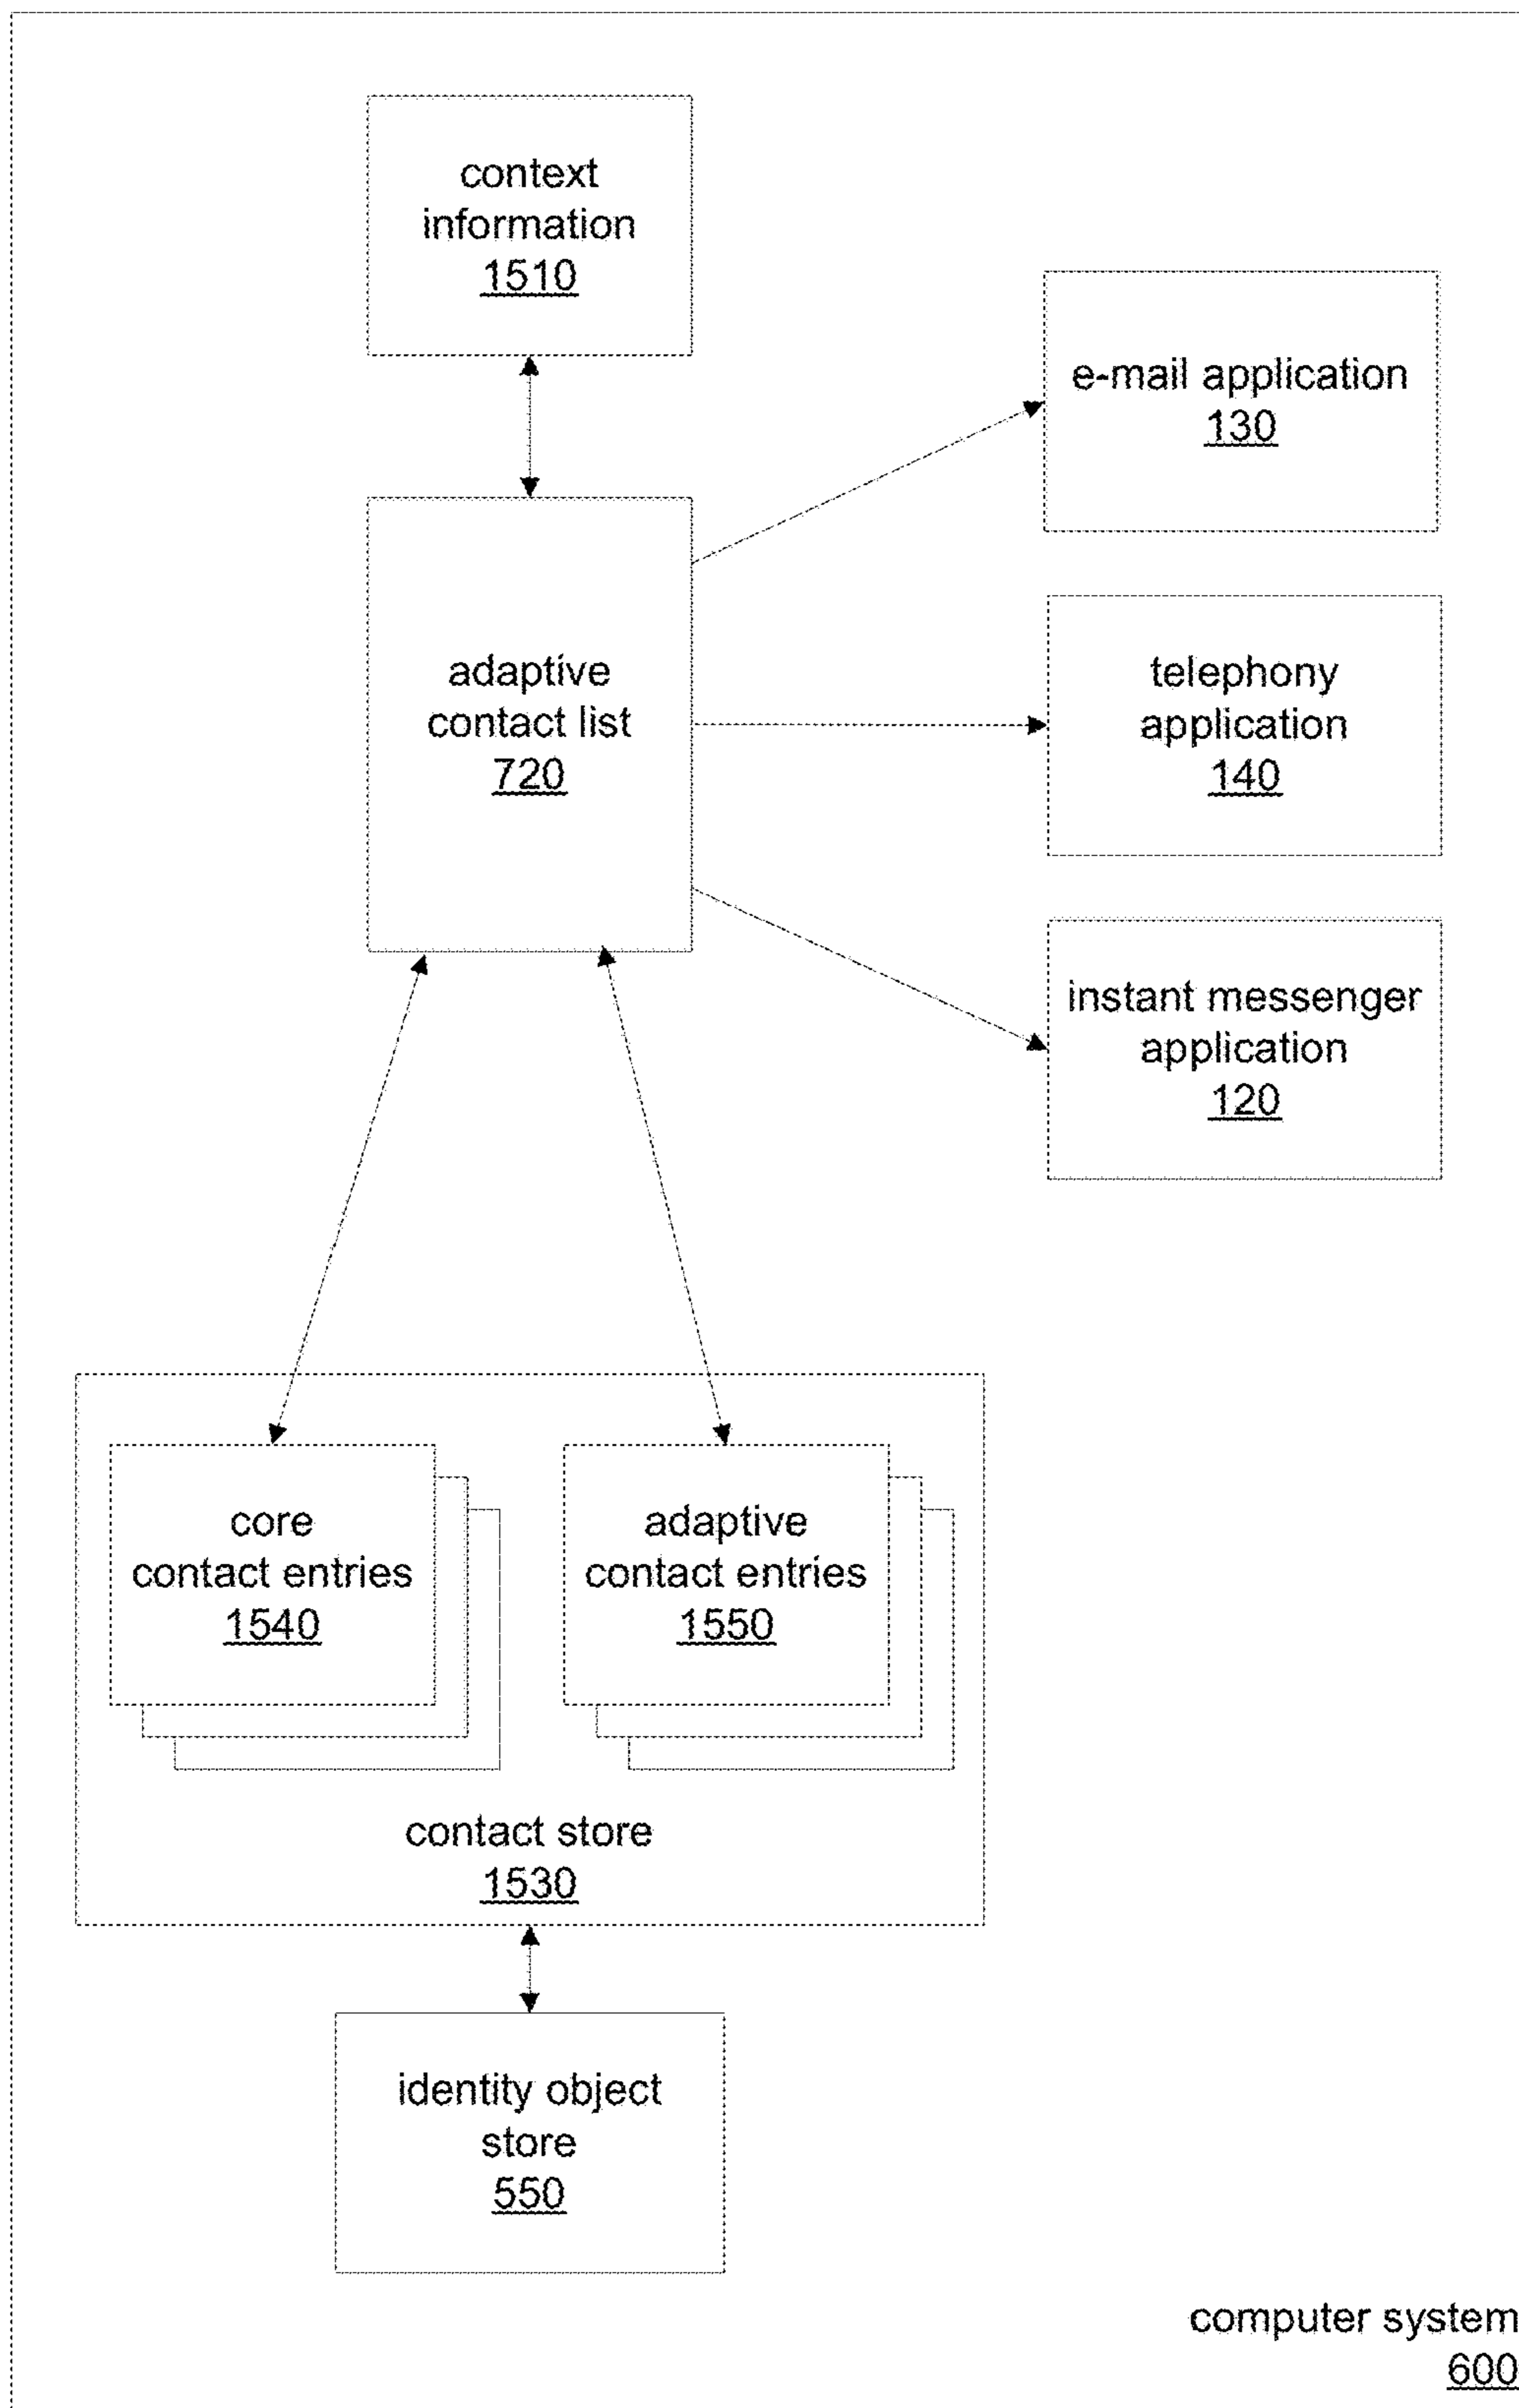 context
information
1510
e-mail application
130
adaptive
contact list
720
telephony
application
140
instant messenger
application
120
core
contact entries
1540
adaptive
contact entries
1550
contact store
1530
identity object
store
550
computer system
600